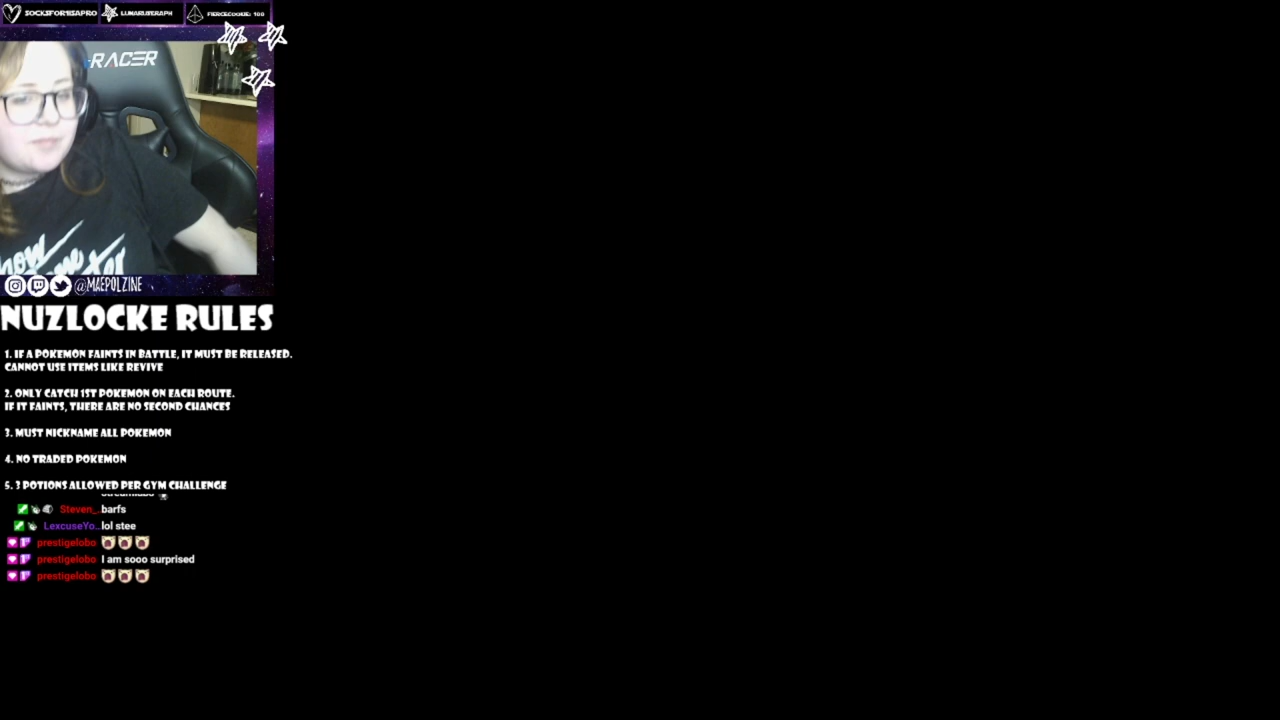 SOCKSFOR1SAPRO
LUNARUSERAPH
FIERCECOOKIE: 100
RACER
@MAEPOLZINE
NUZLOCKE RULES
1. IF A POKEMON FAINTS IN BATTLE, IT MUST BE RELEASED.
CANNOT USE ITEMS LIKE REVIVE
2. ONLY CATCH 1ST POKEMON ON EACH ROUTE.
IF IT FAINTS, THERE ARE NO SECOND CHANCES
3. MUST NICKNAME ALL POKEMON
4. NO TRADED POKEMON
5. 3 POTIONS ALLOWED PER GYM CHALLENGE
Steven_... barfs
LexcuseYo... lol stee
prestigelobo
prestigelobo I am sooo surprised
prestigelobo